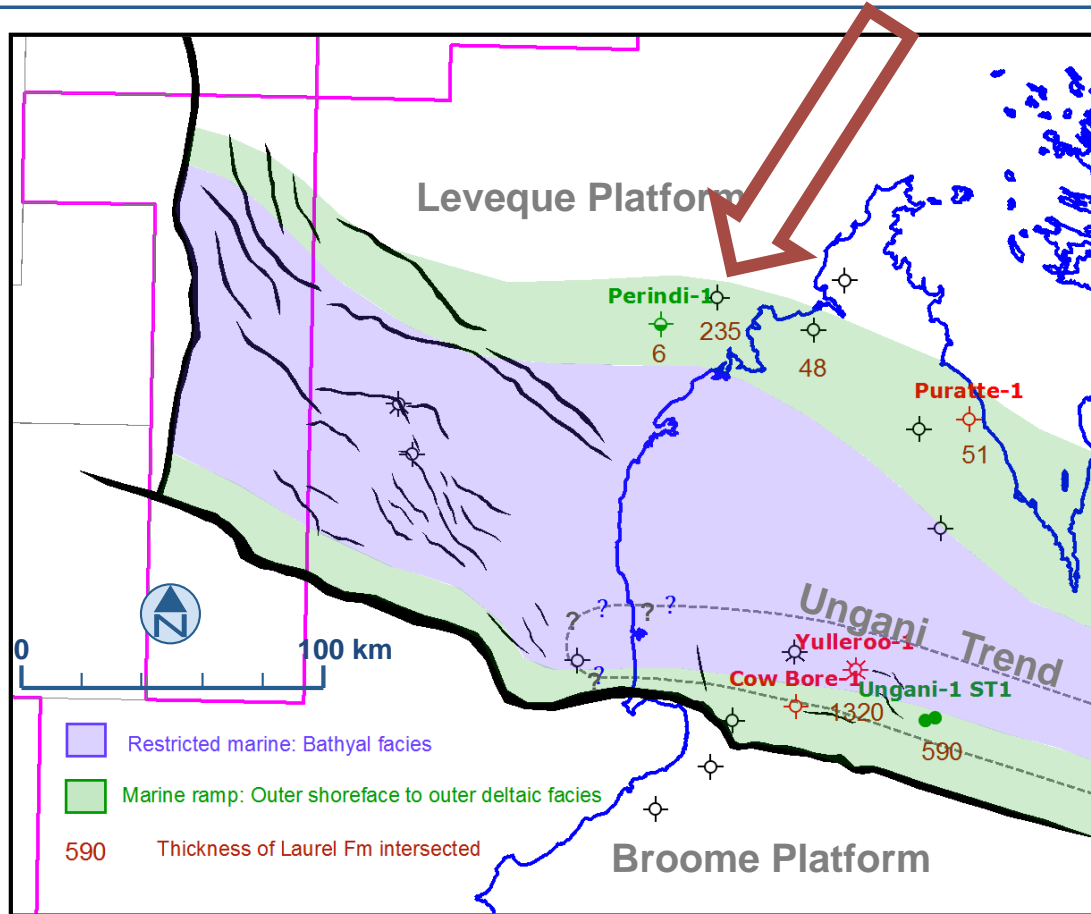 Leveque Platform
Perindi-1
235
6
48
Puratte-1
51
Ungani Trend
?
?
?
?
?
?
Yulleroo-1
Cow Bore-1
Ungani-1 ST1
1320
590
N
0
100 km
Restricted marine: Bathyal facies
Marine ramp: Outer shoreface to outer deltaic facies
590
Thickness of Laurel Fm intersected
Broome Platform